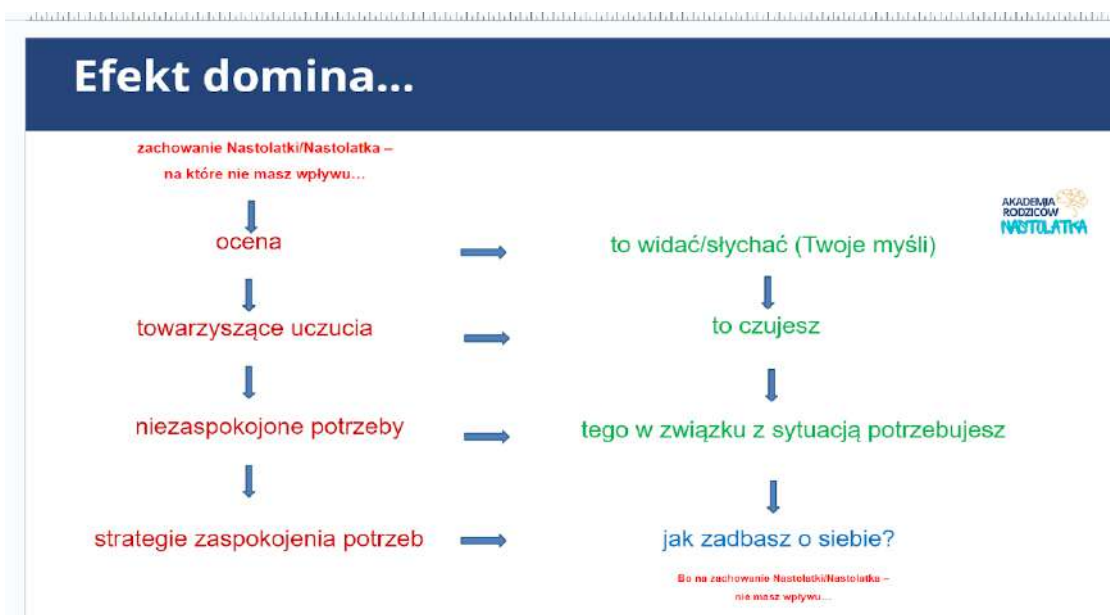 Efekt domina...
zachowanie Nastolatki/Nastolatka –
na które nie masz wpływu...
AKADEMIA
RODZICÓW
NASTOLATKA
ocena
to widać/słychać (Twoje myśli)
towarzyszące uczucia
to czujesz
niezaspokojone potrzeby
tego w związku z sytuacją potrzebujesz
strategie zaspokojenia potrzeb
jak zadbasz o siebie?
Bo na zachowanie Nastolatki/Nastolatka –
nie masz wpływu...